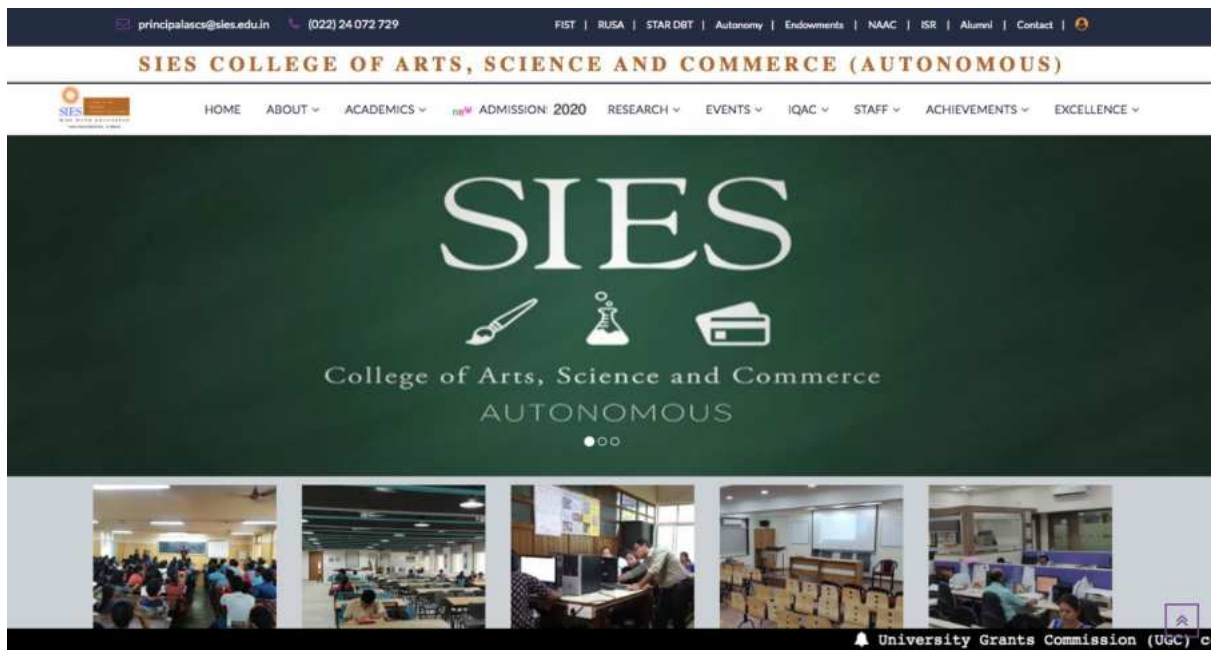 principalascs@sies.edu.in (022) 24 072 729 FIST | RUSA | STAR DBT | Autonomy | Endowments | NAAC | ISR | Alumni | Contact |
SIES COLLEGE OF ARTS, SCIENCE AND COMMERCE (AUTONOMOUS)
SIES
HOME ABOUT ACADEMICS new ADMISSION: 2020 RESEARCH EVENTS IQAC STAFF ACHIEVEMENTS EXCELLENCE
SIES
College of Arts, Science and Commerce
AUTONOMOUS
University Grants Commission (UGC) c